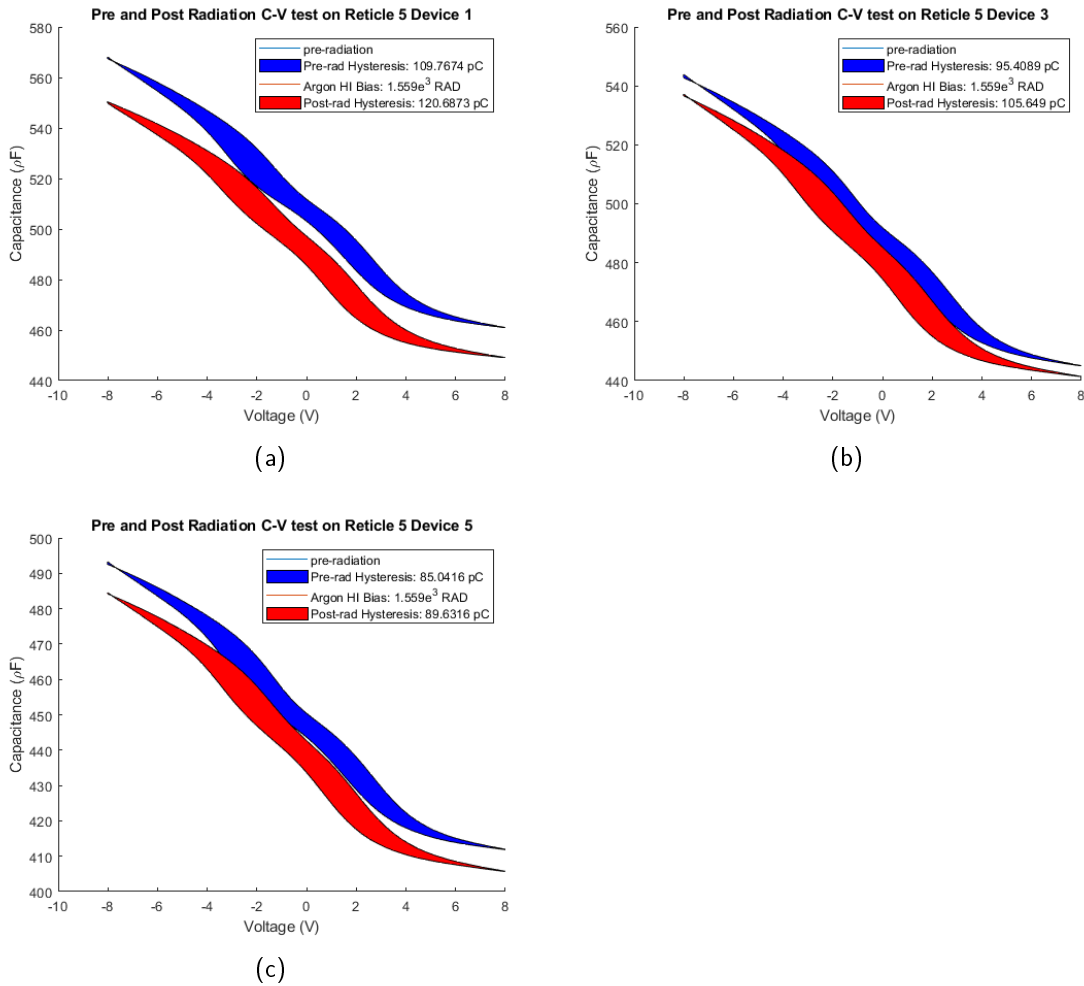 Pre and Post Radiation C-V test on Reticle 5 Device 1
580
560
540
520
500
480
460
440
Capacitance (ρF)
pre-radiation
Pre-rad Hysteresis: 109.7674 pC
Argon HI Bias: 1.559e³ RAD
Post-rad Hysteresis: 120.6873 pC
-10 -8 -6 -4 -2 0 2 4 6 8
Voltage (V)
(a)
Pre and Post Radiation C-V test on Reticle 5 Device 3
560
540
520
500
480
460
440
Capacitance (ρF)
pre-radiation
Pre-rad Hysteresis: 95.4089 pC
Argon HI Bias: 1.559e³ RAD
Post-rad Hysteresis: 105.649 pC
-10 -8 -6 -4 -2 0 2 4 6 8
Voltage (V)
(b)
Pre and Post Radiation C-V test on Reticle 5 Device 5
500
490
480
470
460
450
440
430
420
410
400
Capacitance (ρF)
pre-radiation
Pre-rad Hysteresis: 85.0416 pC
Argon HI Bias: 1.559e³ RAD
Post-rad Hysteresis: 89.6316 pC
-10 -8 -6 -4 -2 0 2 4 6 8
Voltage (V)
(c)